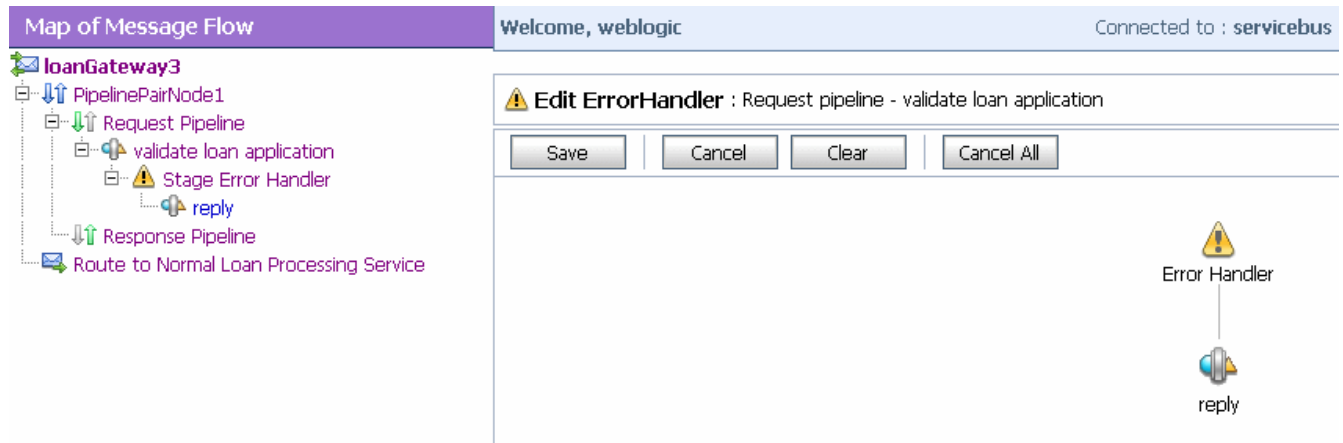 Map of Message Flow
Welcome, weblogic
Connected to : servicebus
loanGateway3
PipelinePairNode1
Request Pipeline
validate loan application
Stage Error Handler
reply
Response Pipeline
Route to Normal Loan Processing Service
Edit ErrorHandler : Request pipeline - validate loan application
Save
Cancel
Clear
Cancel All
Error Handler
reply